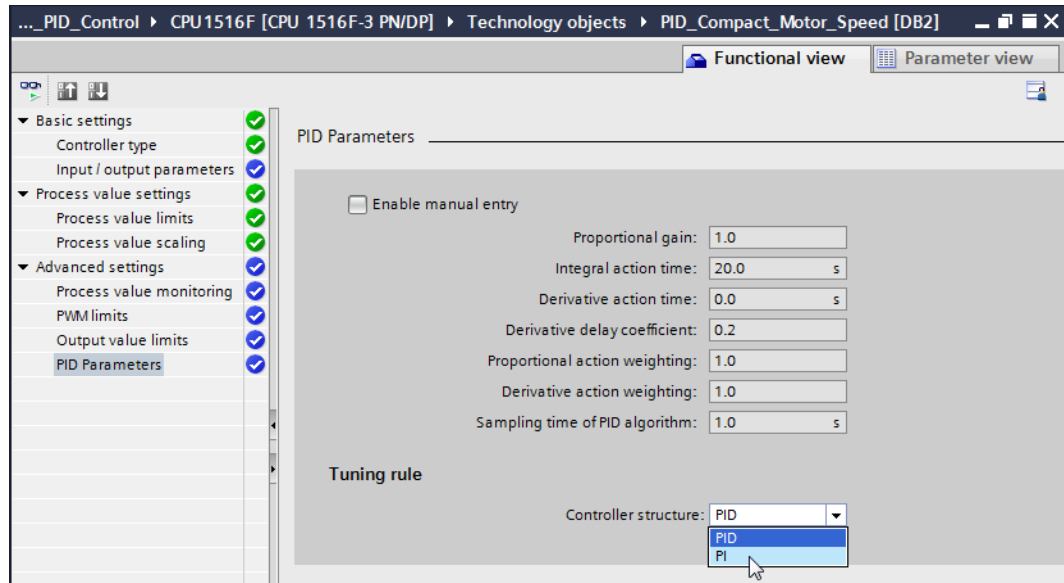 ..._PID_Control ▸ CPU1516F [CPU 1516F-3 PN/DP] ▸ Technology objects ▸ PID_Compact_Motor_Speed [DB2]
Functional view
Parameter view
Basic settings
Controller type
Input / output parameters
Process value settings
Process value limits
Process value scaling
Advanced settings
Process value monitoring
PWM limits
Output value limits
PID Parameters
PID Parameters
Enable manual entry
Proportional gain: 1.0
Integral action time: 20.0 s
Derivative action time: 0.0 s
Derivative delay coefficient: 0.2
Proportional action weighting: 1.0
Derivative action weighting: 1.0
Sampling time of PID algorithm: 1.0 s
Tuning rule
Controller structure: PID
PID
PI